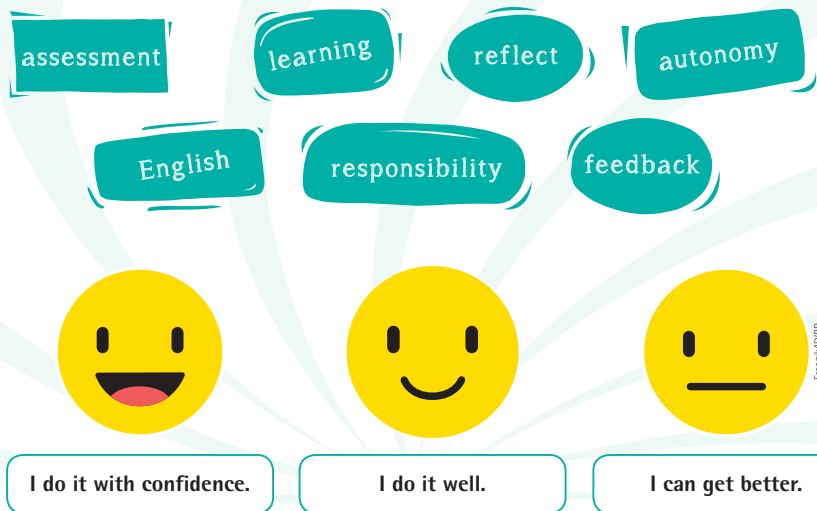 assessment
learning
reflect
autonomy
English
responsibility
feedback
I do it with confidence.
I do it well.
I can get better.